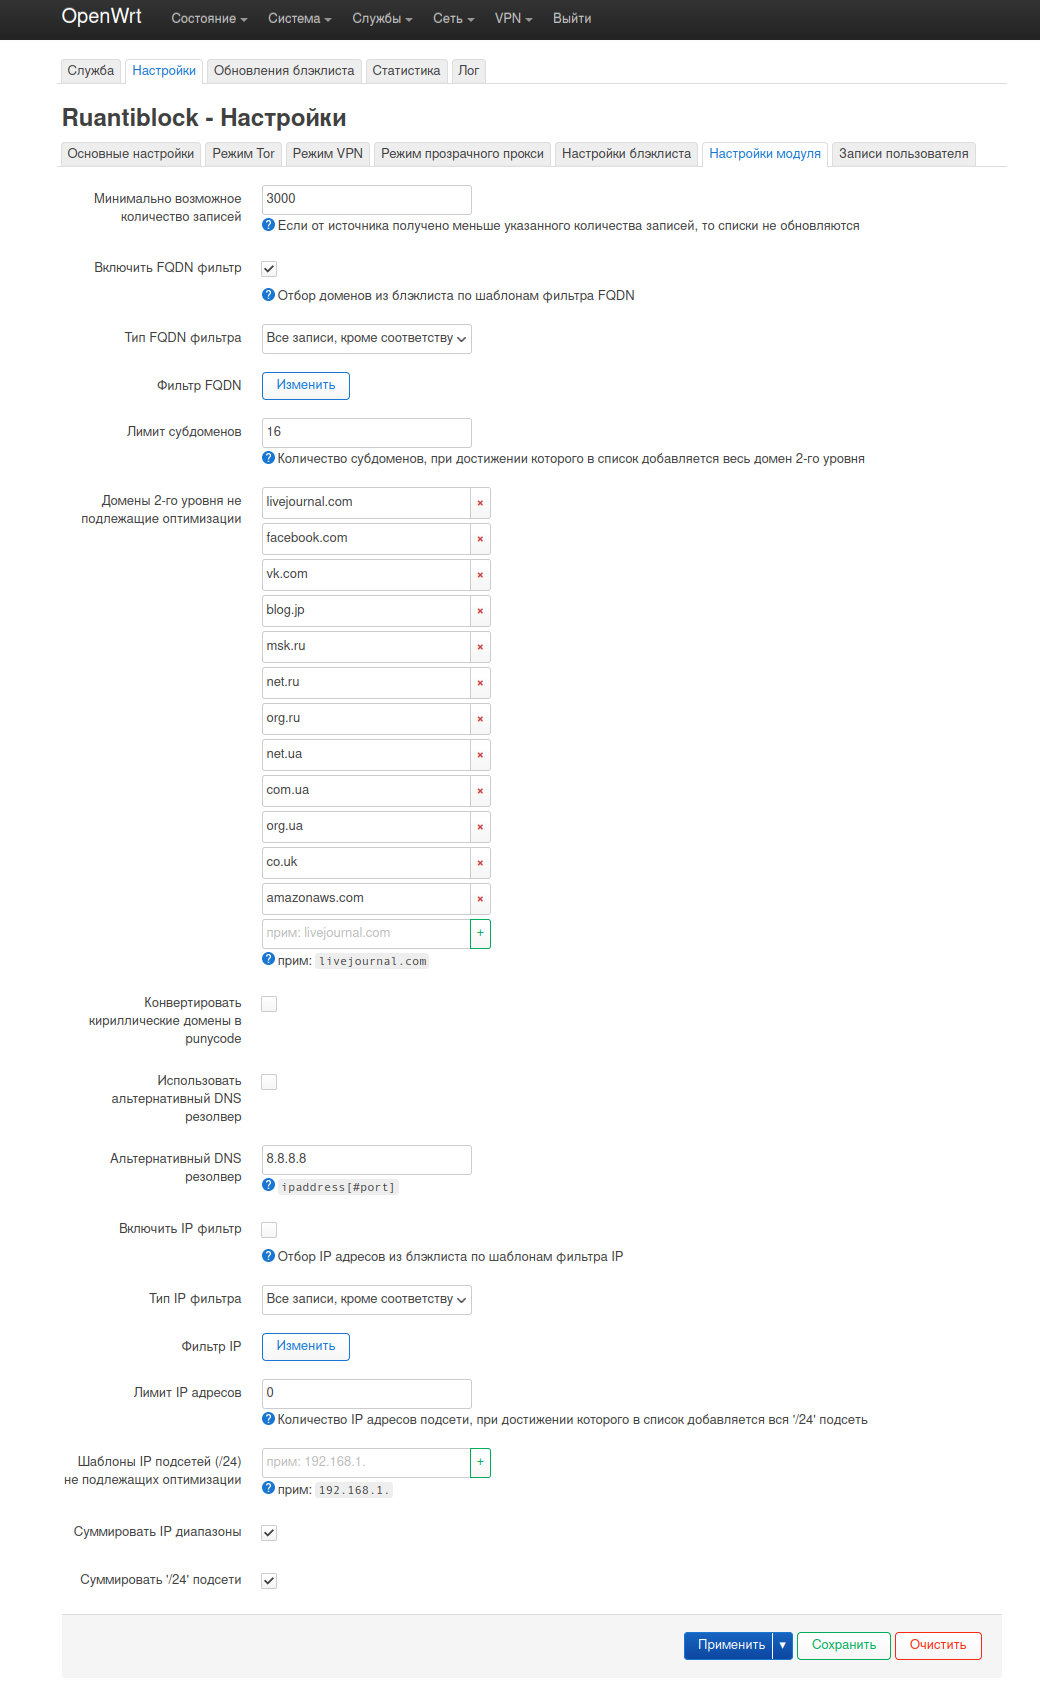 OpenWrt Состояние Система Службы Сеть VPN Выйти
Служба Настройки Обновления блэклиста Статистика Лог
Ruantiblock - Настройки
Основные настройки Режим Tor Режим VPN Режим прозрачного прокси Настройки блэклиста Настройки модуля Записи пользователя
Минимально возможное
количество записей
3000
? Если от источника получено меньше указанного количества записей, то списки не обновляются
Включить FQDN фильтр
? Отбор доменов из блэклиста по шаблонам фильтра FQDN
Тип FQDN фильтра
Все записи, кроме соответству
Фильтр FQDN
Изменить
Лимит субдоменов
16
? Количество субдоменов, при достижении которого в список добавляется весь домен 2-го уровня
Домены 2-го уровня не
подлежащие оптимизации
livejournal.com ×
facebook.com ×
vk.com ×
blog.jp ×
msk.ru ×
net.ru ×
org.ru ×
net.ua ×
com.ua ×
org.ua ×
co.uk ×
amazonaws.com ×
прим: livejournal.com +
? прим: livejournal.com
Конвертировать
кириллические домены в
punycode
Использовать
альтернативный DNS
резолвер
Альтернативный DNS
резолвер
8.8.8.8
? ipaddress[#port]
Включить IP фильтр
? Отбор IP адресов из блэклиста по шаблонам фильтра IP
Тип IP фильтра
Все записи, кроме соответству
Фильтр IP
Изменить
Лимит IP адресов
0
? Количество IP адресов подсети, при достижении которого в список добавляется вся '/24' подсеть
Шаблоны IP подсетей (/24)
не подлежащих оптимизации
прим: 192.168.1. +
? прим: 192.168.1.
Суммировать IP диапазоны
Суммировать '/24' подсети
Применить ▾ Сохранить Очистить